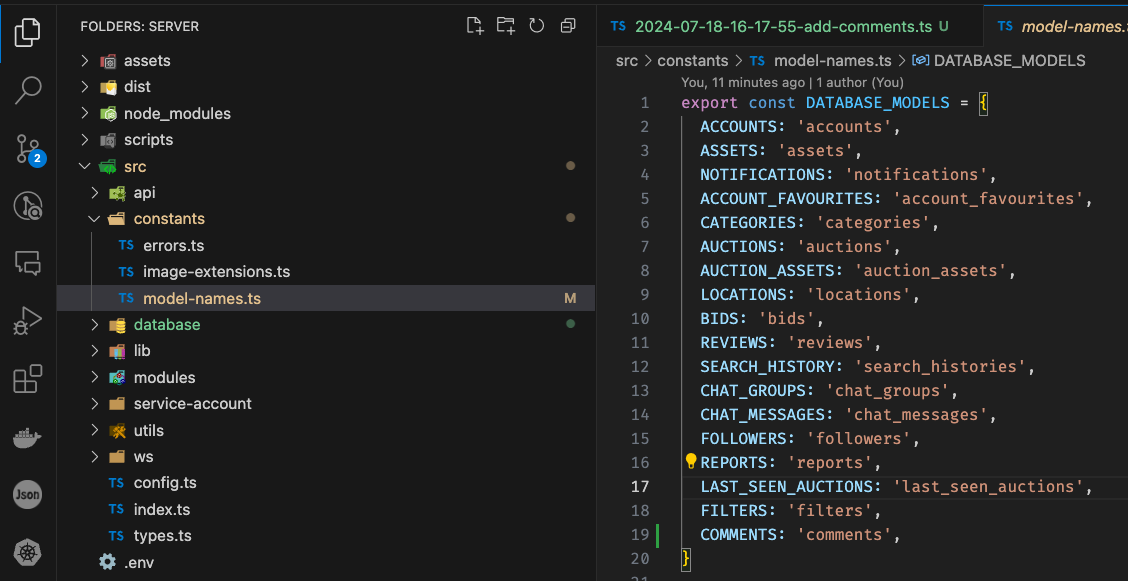 FOLDERS: SERVER
assets
dist
node_modules
scripts
src
api
constants
TS errors.ts
TS image-extensions.ts
TS model-names.ts M
database
lib
modules
service-account
utils
ws
TS config.ts
TS index.ts
TS types.ts
.env
2
Json
TS 2024-07-18-16-17-55-add-comments.ts U
TS model-names.
src > constants > TS model-names.ts > DATABASE_MODELS
You, 11 minutes ago | 1 author (You)
1 export const DATABASE_MODELS = {
2 ACCOUNTS: 'accounts',
3 ASSETS: 'assets',
4 NOTIFICATIONS: 'notifications',
5 ACCOUNT_FAVOURITES: 'account_favourites',
6 CATEGORIES: 'categories',
7 AUCTIONS: 'auctions',
8 AUCTION_ASSETS: 'auction_assets',
9 LOCATIONS: 'locations',
10 BIDS: 'bids',
11 REVIEWS: 'reviews',
12 SEARCH_HISTORY: 'search_histories',
13 CHAT_GROUPS: 'chat_groups',
14 CHAT_MESSAGES: 'chat_messages',
15 FOLLOWERS: 'followers',
16 REPORTS: 'reports',
17 LAST_SEEN_AUCTIONS: 'last_seen_auctions',
18 FILTERS: 'filters',
19 COMMENTS: 'comments',
20 }